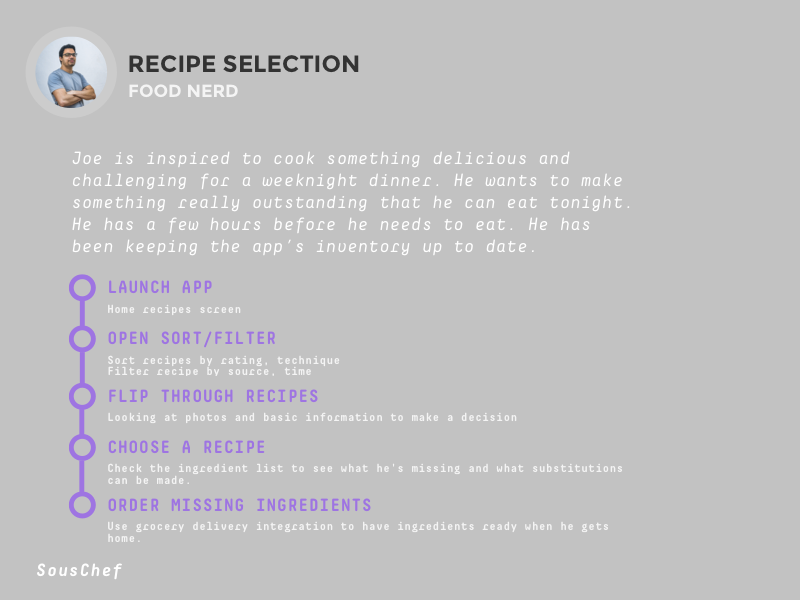 RECIPE SELECTION
FOOD NERD
Joe is inspired to cook something delicious and
challenging for a weeknight dinner. He wants to make
something really outstanding that he can eat tonight.
He has a few hours before he needs to eat. He has
been keeping the app's inventory up to date.
LAUNCH APP
Home recipes screen
OPEN SORT/FILTER
Sort recipes by rating, technique
Filter recipe by source, time
FLIP THROUGH RECIPES
Looking at photos and basic information to make a decision
CHOOSE A RECIPE
Check the ingredient list to see what he's missing and what substitutions
can be made.
ORDER MISSING INGREDIENTS
Use grocery delivery integration to have ingredients ready when he gets
home.
SousChef